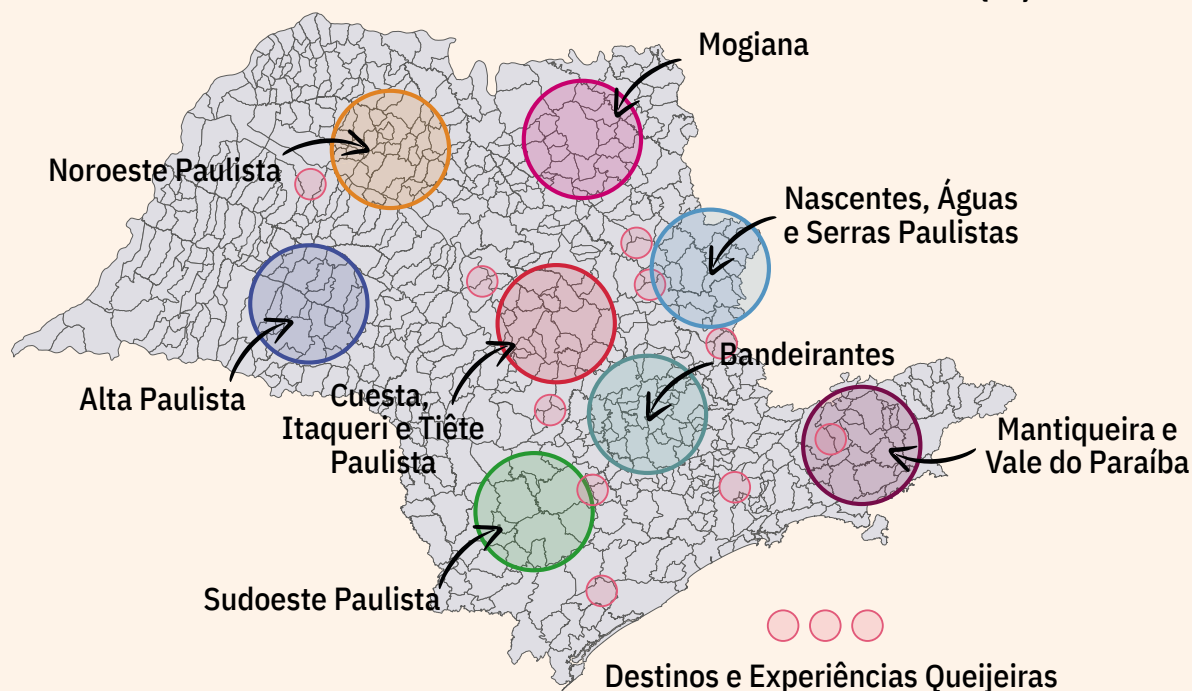 Mogiana
Noroeste Paulista
Nascentes, Águas
e Serras Paulistas
Bandeirantes
Alta Paulista
Cuesta,
Itaqueri e Tiête
Paulista
Mantiqueira e
Vale do Paraíba
Sudoeste Paulista
Destinos e Experiências Queijeiras